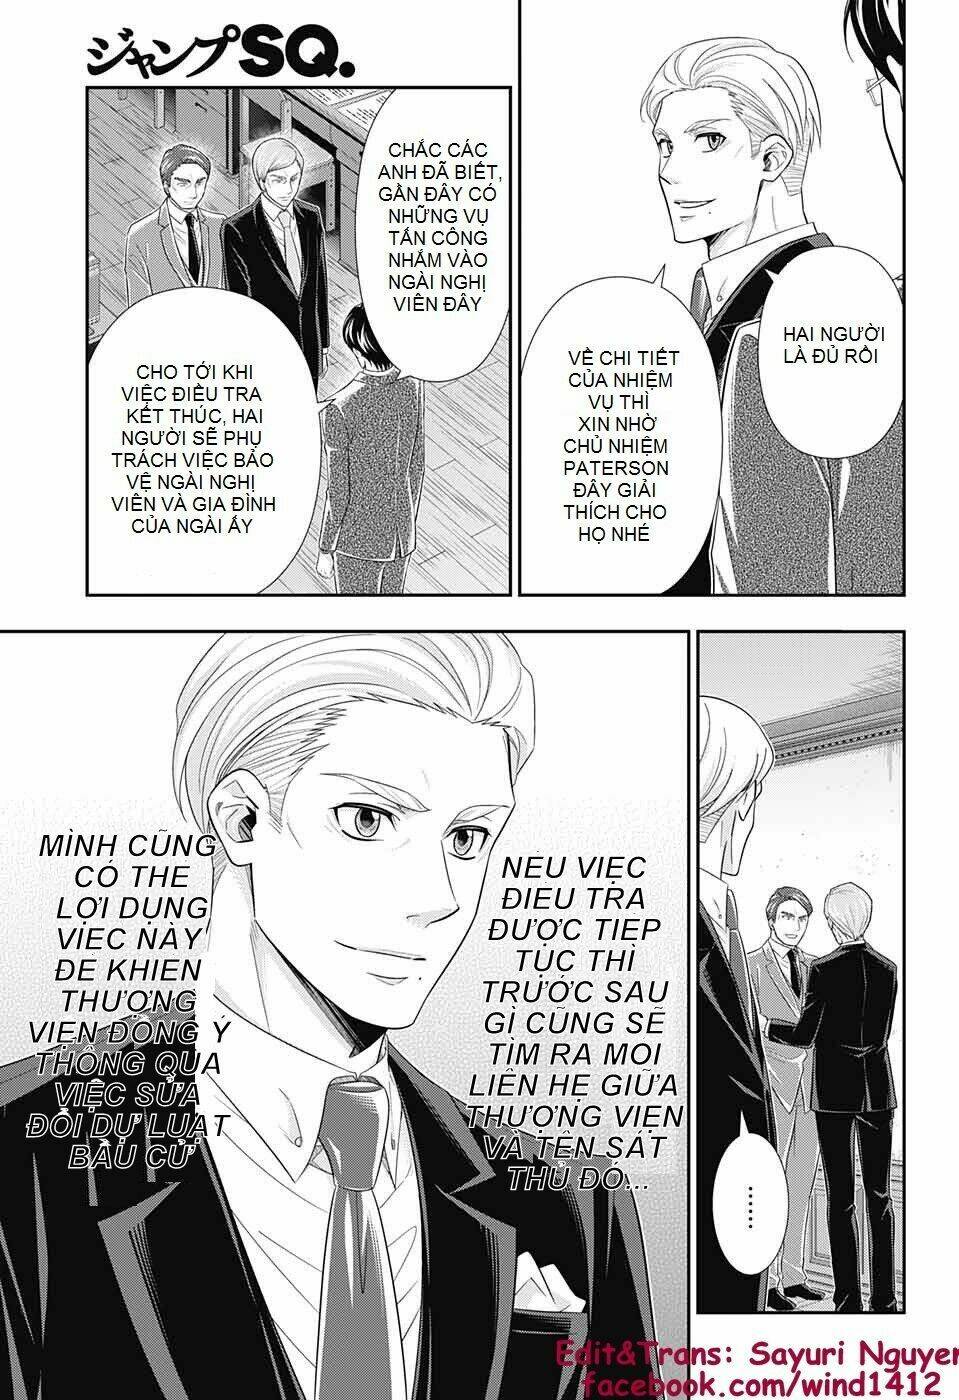 ジャンプSQ.
HAI NGƯỜI
LÀ ĐỦ RỒI
VỀ CHI TIẾT
CỦA NHIỆM
VỤ THÌ
XIN NHỜ
CHỦ NHIỆM
PATERSON
ĐÂY GIẢI
THÍCH CHO
HỌ NHÉ
CHẮC CÁC
ANH ĐÃ BIẾT,
GẦN ĐÂY CÓ
NHỮNG VỤ
TẤN CÔNG
NHẮM VÀO
NGÀI NGHỊ
VIÊN ĐÂY
CHO TỚI KHI
VIỆC ĐIỀU TRA
KẾT THÚC, HAI
NGƯỜI SẼ PHỤ
TRÁCH VIỆC BẢO
VỆ NGÀI NGHỊ
VIÊN VÀ GIA ĐÌNH
CỦA NGÀI ẤY
......
NẾU VIỆC
ĐIỀU TRA
ĐƯỢC TIẾP
TỤC THÌ
TRƯỚC SAU
GÌ CŨNG SẼ
TÌM RA MỌI
LIÊN HỆ GIỮA
THƯỢNG VIỆN
VÀ TÊN SÁT
THỦ ĐÓ...
MÌNH CŨNG
CÓ THỂ
LỢI DỤNG
VIỆC NÀY
ĐỂ KHIẾN
THƯỢNG
VIỆN ĐỒNG Ý
THÔNG QUA
VIỆC SỬA
ĐỔI DỰ LUẬT
BẦU CỬ
Edit&Trans: Sayuri Nguyen
facebook.com/wind1412